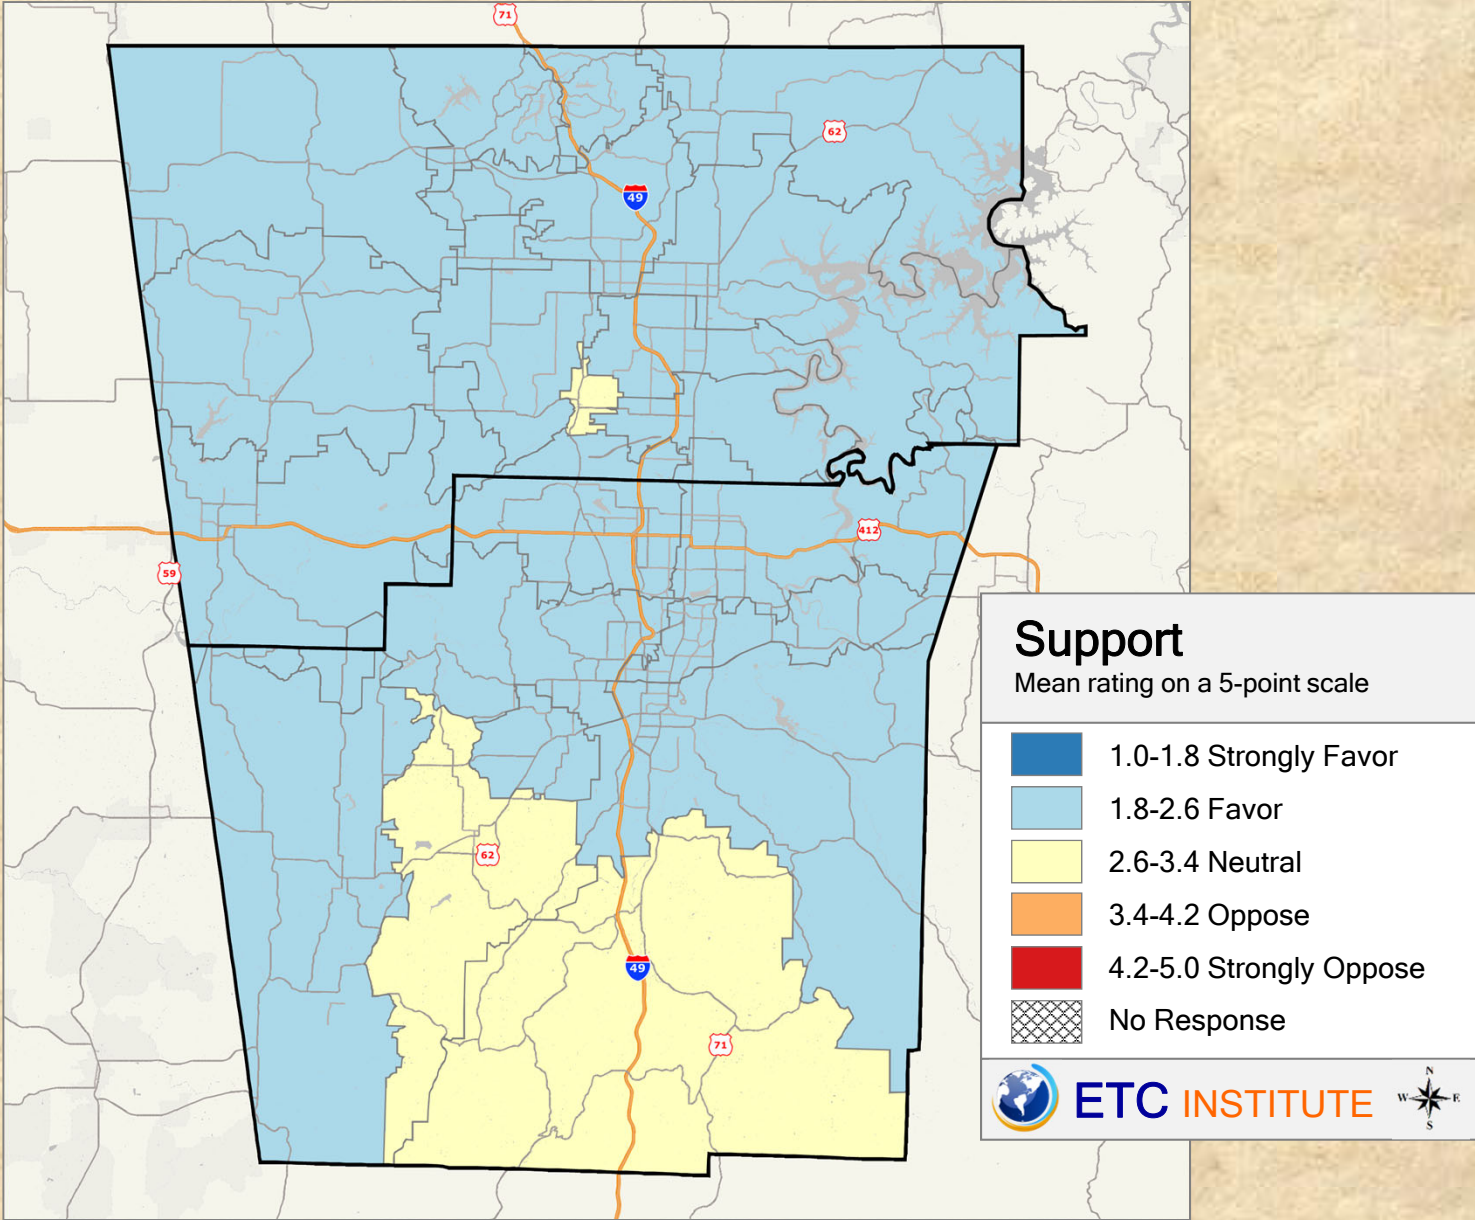 71
62
49
412
59
62
49
71
Support
Mean rating on a 5-point scale
1.0-1.8 Strongly Favor
1.8-2.6 Favor
2.6-3.4 Neutral
3.4-4.2 Oppose
4.2-5.0 Strongly Oppose
No Response
ETC INSTITUTE
N
W E
S